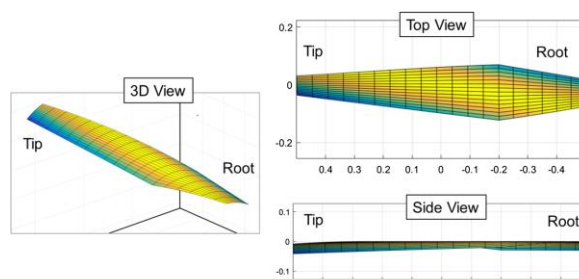 3D View
Tip
Root
Top View
Tip
Root
0.2
0
-0.2
0.4 0.3 0.2 0.1 0 -0.1 -0.2 -0.3 -0.4
Side View
Tip
Root
0.1
0
-0.1